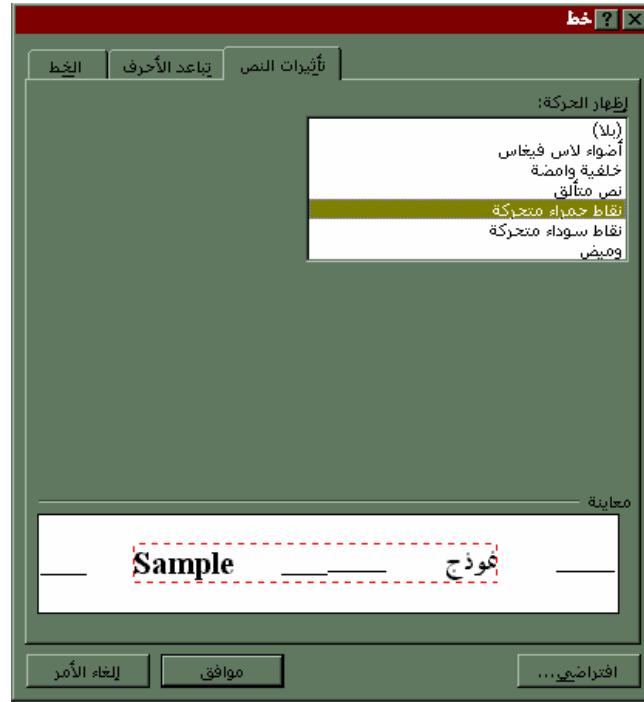 خط
الخط تباعد الأحرف تأثيرات النص
إظهار الحركة:
(بلا)
أضواء لاس فيغاس
خلفية وامضة
نص متألق
نقاط حمراء متحركة
نقاط سوداء متحركة
وميض
معاينة
نموذج Sample
افتراضي... موافق إلغاء الأمر